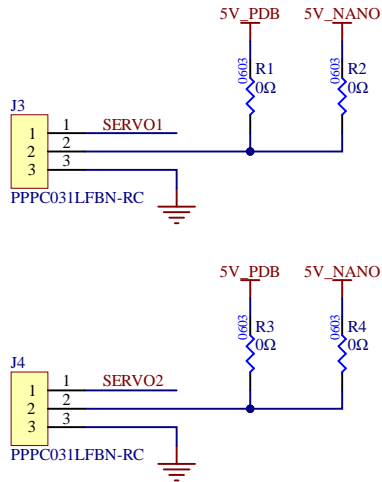 5V_PDB 5V_NANO
0603 R1 0603 R2
0Ω 0Ω
J3
1 1 SERVO1
2 2
3 3
PPPC031LFBN-RC
5V_PDB 5V_NANO
0603 R3 0603 R4
0Ω 0Ω
J4
1 1 SERVO2
2 2
3 3
PPPC031LFBN-RC